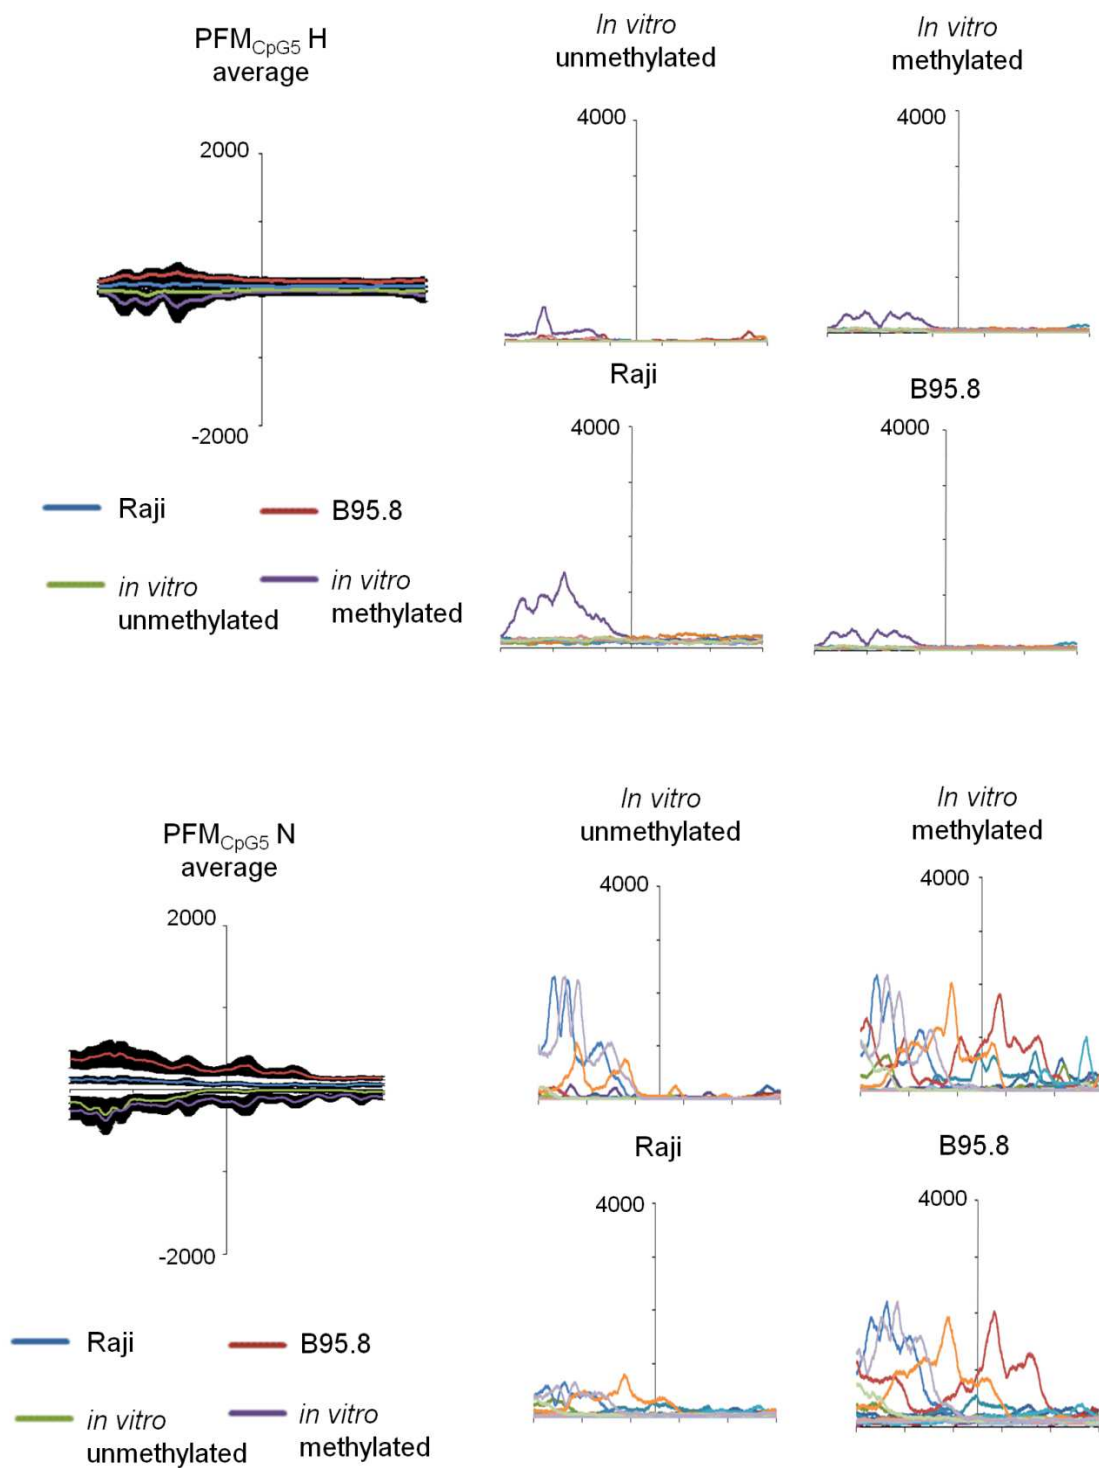 PFMCpG5 H
average
2000
-2000
Raji
B95.8
in vitro
unmethylated
in vitro
methylated
In vitro
unmethylated
4000
In vitro
methylated
4000
Raji
4000
B95.8
4000
PFMCpG5 N
average
2000
-2000
Raji
B95.8
in vitro
unmethylated
in vitro
methylated
In vitro
unmethylated
4000
In vitro
methylated
4000
Raji
4000
B95.8
4000